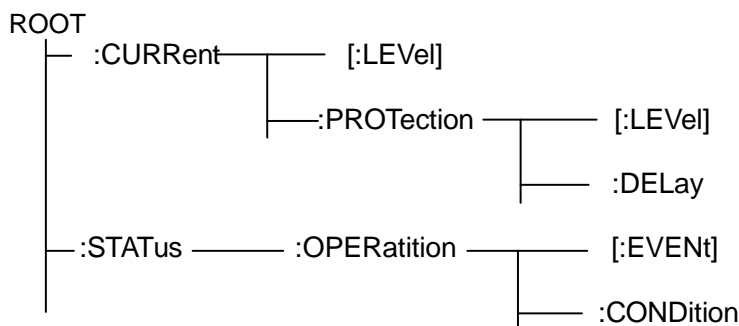 ROOT
:CURRent [:LEVel]
:PROTection [:LEVel]
:DELay
:STATus :OPERatition [:EVENt]
:CONDition